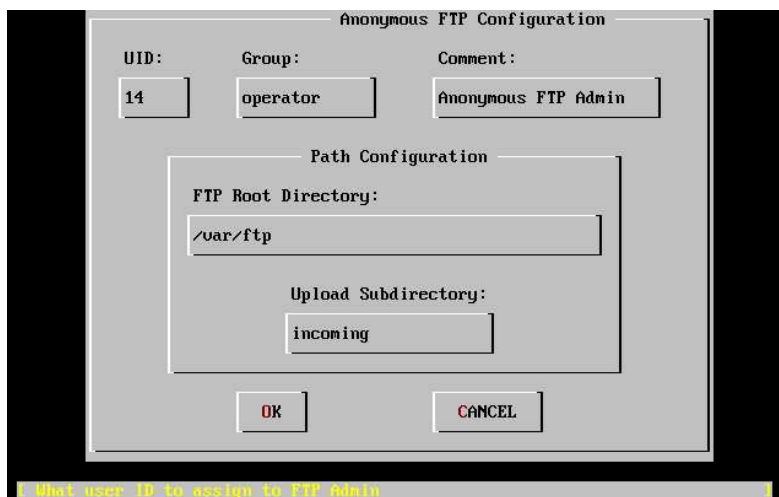 Anonymous FTP Configuration
UID: Group: Comment:
14 operator Anonymous FTP Admin
Path Configuration
FTP Root Directory:
/var/ftp
Upload Subdirectory:
incoming
OK CANCEL
[ What user ID to assign to FTP Admin ]